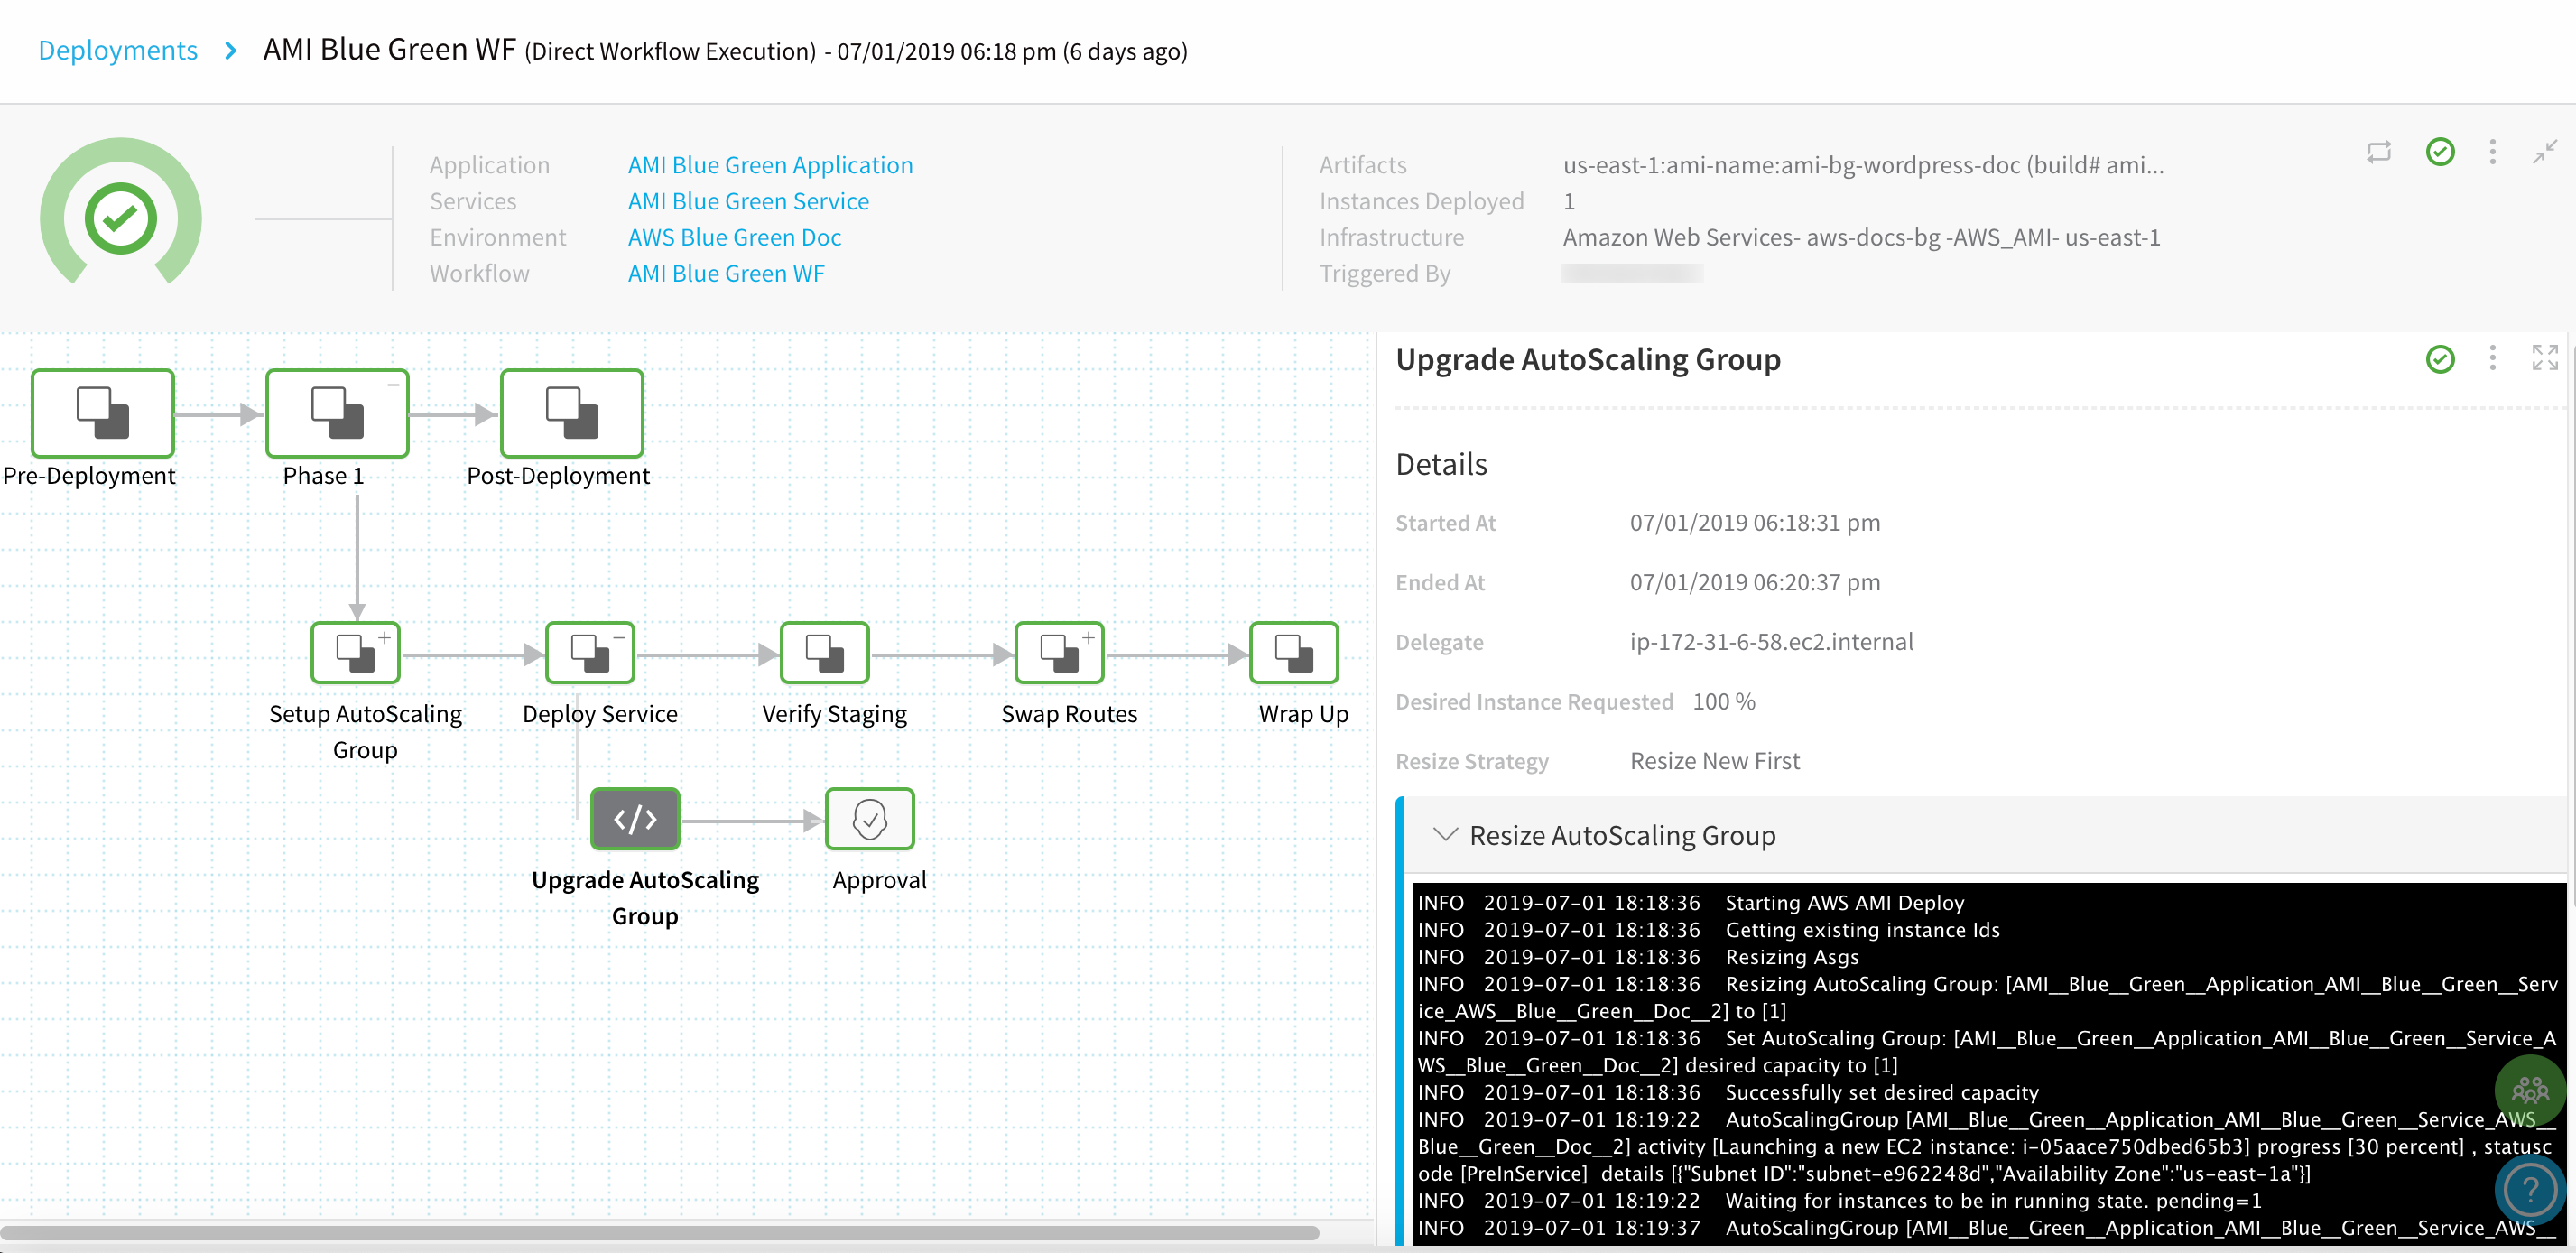 Deployments > AMI Blue Green WF (Direct Workflow Execution) - 07/01/2019 06:18 pm (6 days ago)
Application AMI Blue Green Application
Services AMI Blue Green Service
Environment AWS Blue Green Doc
Workflow AMI Blue Green WF
Artifacts us-east-1:ami-name:ami-bg-wordpress-doc (build# ami...
Instances Deployed 1
Infrastructure Amazon Web Services- aws-docs-bg -AWS_AMI- us-east-1
Triggered By
Pre-Deployment
Phase 1
Post-Deployment
Setup AutoScaling
Group
Deploy Service
Verify Staging
Swap Routes
Wrap Up
</>
Upgrade AutoScaling
Group
Approval
Upgrade AutoScaling Group
Details
Started At 07/01/2019 06:18:31 pm
Ended At 07/01/2019 06:20:37 pm
Delegate ip-172-31-6-58.ec2.internal
Desired Instance Requested 100 %
Resize Strategy Resize New First
Resize AutoScaling Group
INFO 2019-07-01 18:18:36 Starting AWS AMI Deploy
INFO 2019-07-01 18:18:36 Getting existing instance Ids
INFO 2019-07-01 18:18:36 Resizing Asgs
INFO 2019-07-01 18:18:36 Resizing AutoScaling Group: [AMI__Blue__Green__Application_AMI__Blue__Green__Serv
ice_AWS__Blue__Green__Doc__2] to [1]
INFO 2019-07-01 18:18:36 Set AutoScaling Group: [AMI__Blue__Green__Application_AMI__Blue__Green__Service_A
WS__Blue__Green__Doc__2] desired capacity to [1]
INFO 2019-07-01 18:18:36 Successfully set desired capacity
INFO 2019-07-01 18:19:22 AutoScalingGroup [AMI__Blue__Green__Application_AMI__Blue__Green__Service_AWS__
Blue__Green__Doc__2] activity [Launching a new EC2 instance: i-05aace750dbed65b3] progress [30 percent] , statusc
ode [PreInService] details [{"Subnet ID":"subnet-e962248d","Availability Zone":"us-east-1a"}]
INFO 2019-07-01 18:19:22 Waiting for instances to be in running state. pending=1
INFO 2019-07-01 18:19:37 AutoScalingGroup [AMI__Blue__Green__Application_AMI__Blue__Green__Service_AWS__
?